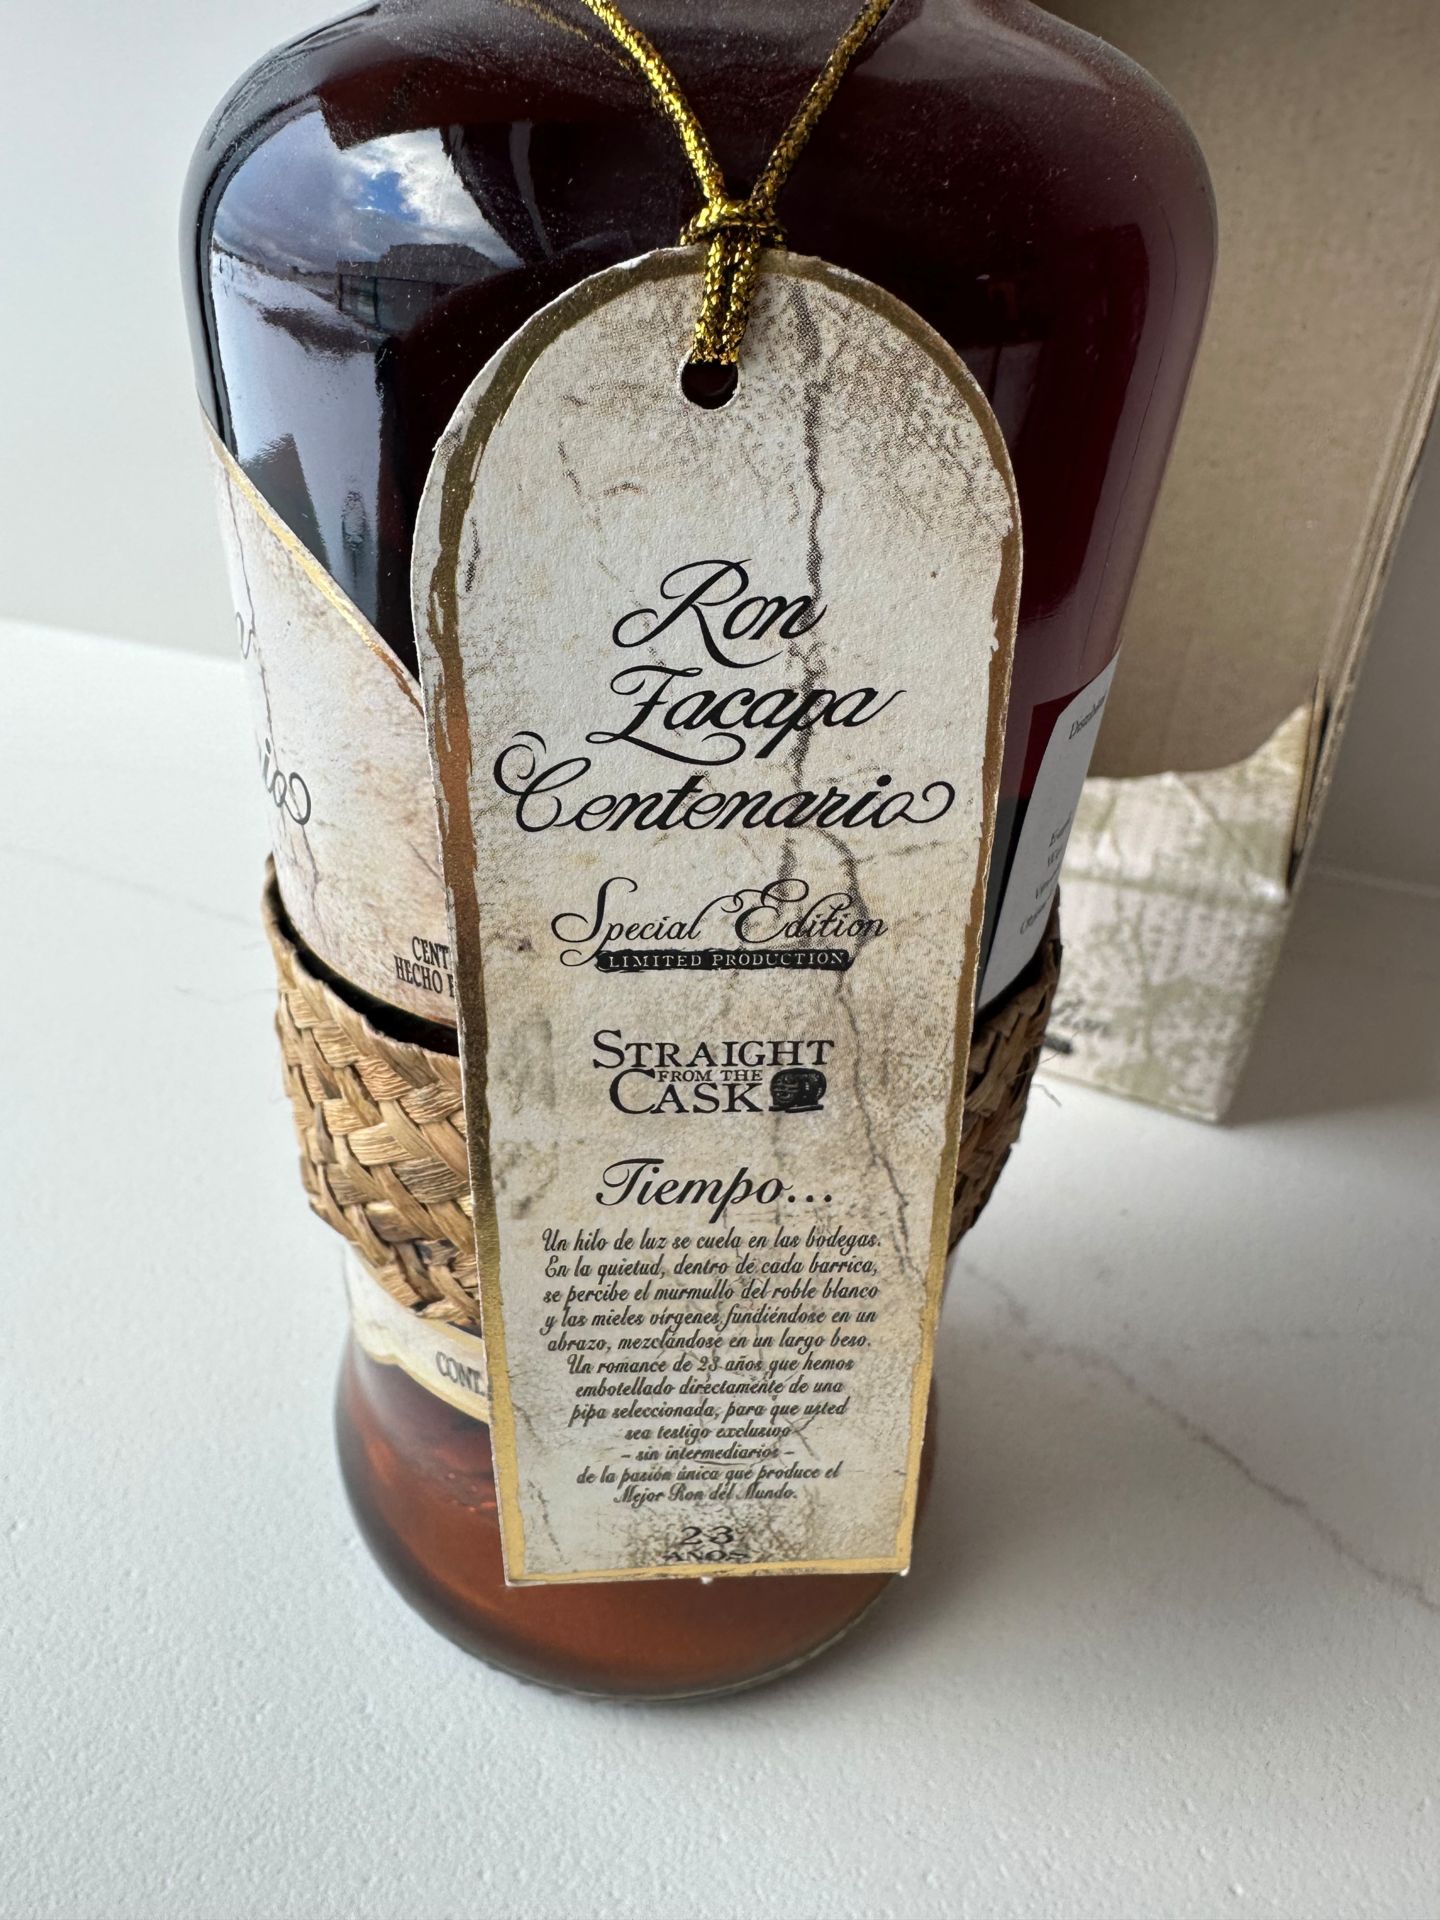 Ron
Zacapa
Centenario
Special Edition
LIMITED PRODUCTION
STRAIGHT
FROM THE
CASK
Tiempo...
Un hilo de luz se cuela en las bodegas.
En la quietud, dentro de cada barrica,
se percibe el murmullo del roble blanco
y las mieles vírgenes fundiéndose en un
abrazo, mezclándose en un largo beso.
Un romance de 23 años que hemos
embotellado directamente de una
pipa seleccionada, para que usted
sea testigo exclusivo
- sin intermediarios -
de la pasión única que produce el
Mejor Ron del Mundo.
23
AÑOS
CENT
HECHO
CONT.